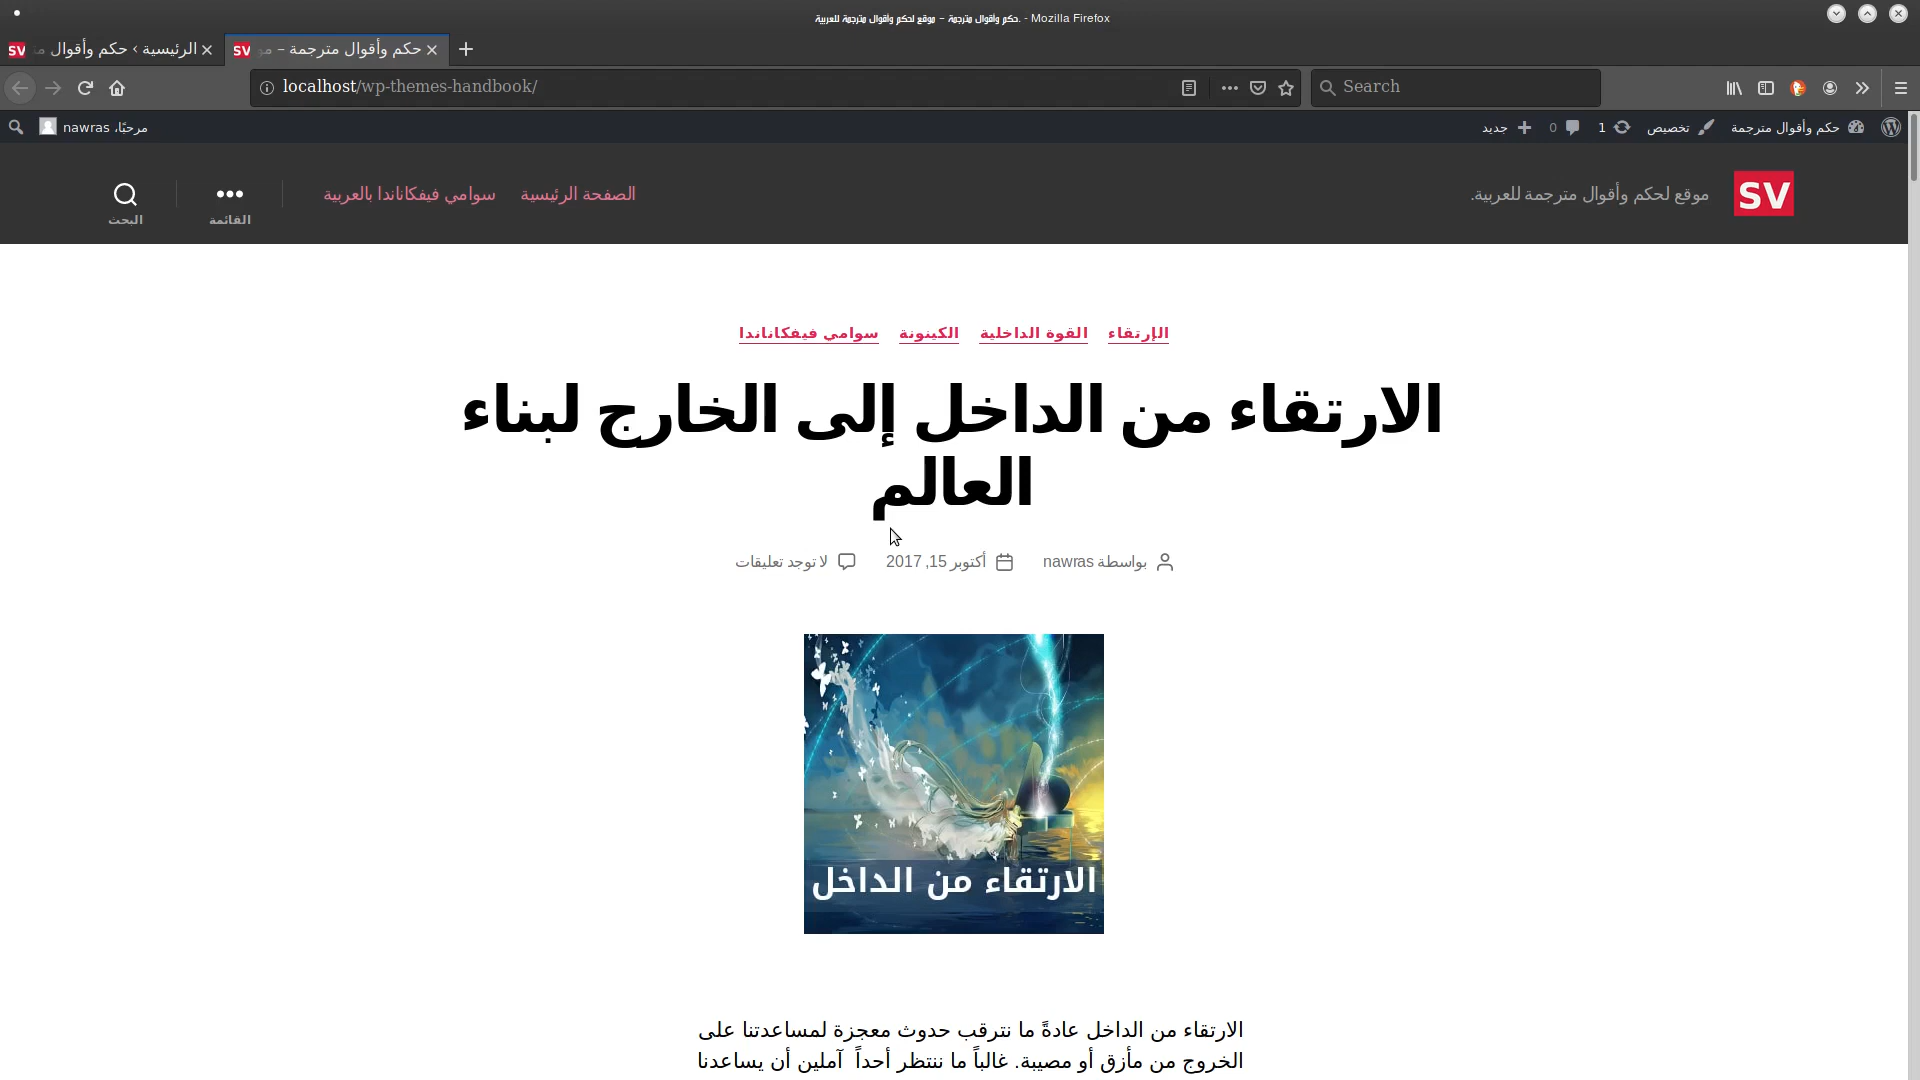 حكم وأقوال مترجمة – موقع لحكم وأقوال مترجمة للعربية. - Mozilla Firefox
SV الرئيسية ‹ حكم وأقوال
SV حكم وأقوال مترجمة –
localhost/wp-themes-handbook/
Search
مرحبًا، nawras
حكم وأقوال مترجمة
تخصيص
1
0
جديد
SV
موقع لحكم وأقوال مترجمة للعربية.
الصفحة الرئيسية
سوامي فيفكاناندا بالعربية
القائمة
البحث
الإرتقاء القوة الداخلية الكينونة سوامي فيفكاناندا
الارتقاء من الداخل إلى الخارج لبناء
العالم
بواسطة nawras
أكتوبر 15, 2017
لا توجد تعليقات
الارتقاء من الداخل
الارتقاء من الداخل عادةً ما نترقب حدوث معجزة لمساعدتنا على
الخروج من مأزق أو مصيبة. غالباً ما ننتظر أحداً آملين أن يساعدنا